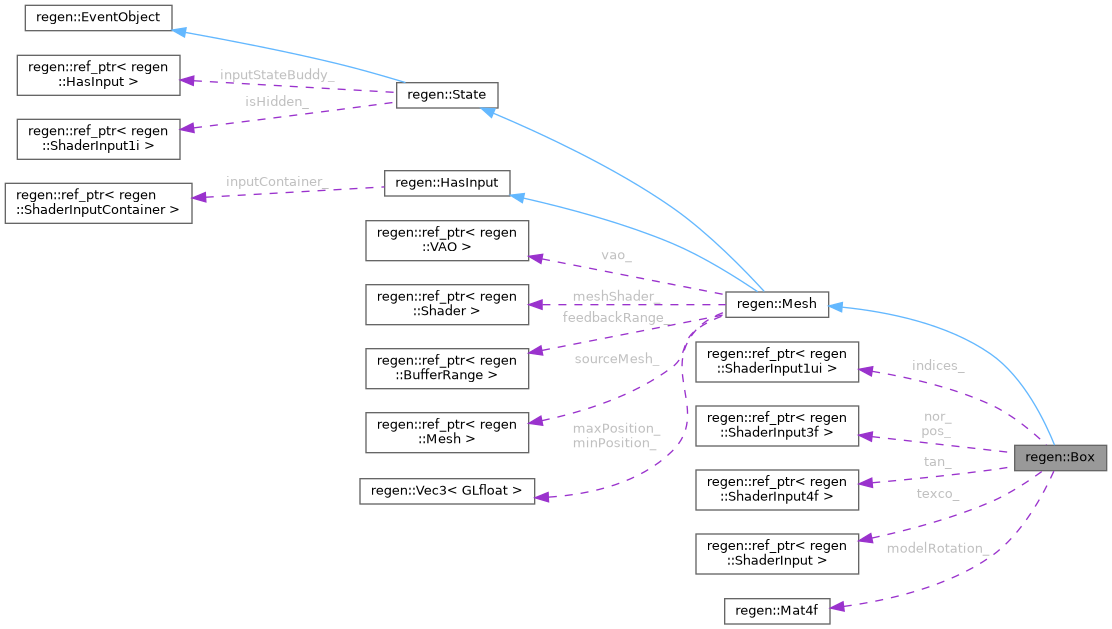 regen::EventObject
regen::ref_ptr< regen
::HasInput >
inputStateBuddy_
regen::State
isHidden_
regen::ref_ptr< regen
::ShaderInput1i >
regen::HasInput
inputContainer_
regen::ref_ptr< regen
::ShaderInputContainer >
regen::ref_ptr< regen
::VAO >
vao_
regen::ref_ptr< regen
::Shader >
meshShader_
regen::Mesh
feedbackRange_
regen::ref_ptr< regen
::BufferRange >
sourceMesh_
regen::ref_ptr< regen
::ShaderInput1ui >
indices_
regen::ref_ptr< regen
::Mesh >
maxPosition_
minPosition_
regen::ref_ptr< regen
::ShaderInput3f >
nor_
pos_
regen::Box
regen::Vec3< GLfloat >
regen::ref_ptr< regen
::ShaderInput4f >
tan_
texco_
regen::ref_ptr< regen
::ShaderInput >
modelRotation_
regen::Mat4f